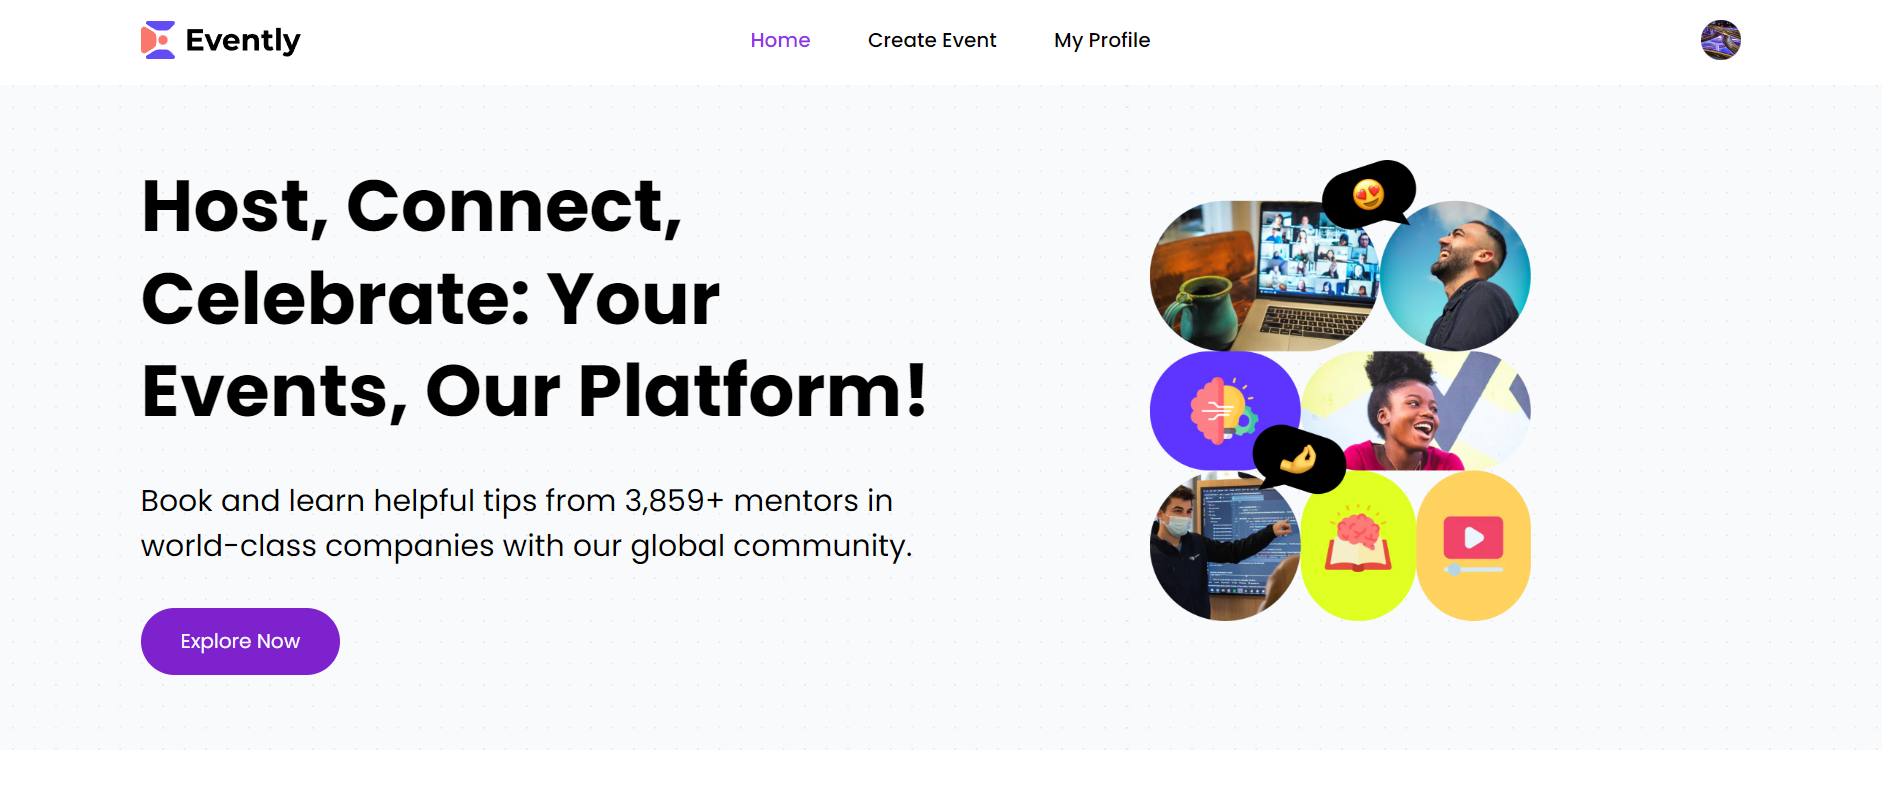 Evently
Home
Create Event
My Profile
Host, Connect,
Celebrate: Your
Events, Our Platform!
Book and learn helpful tips from 3,859+ mentors in
world-class companies with our global community.
Explore Now